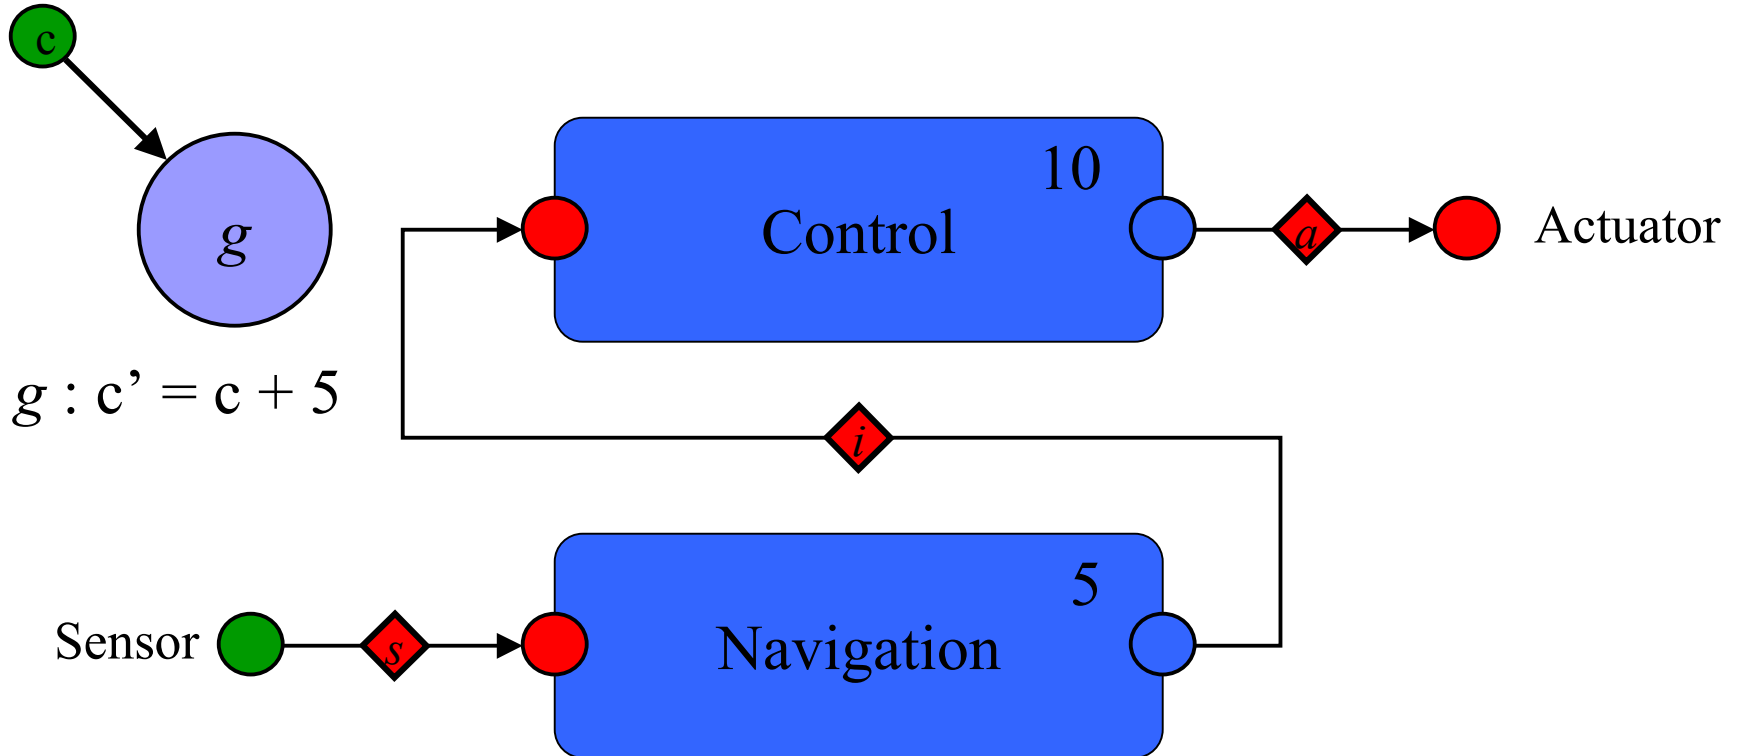 c
g
g : c’ = c + 5
10
Control
a
Actuator
i
5
Navigation
Sensor
s